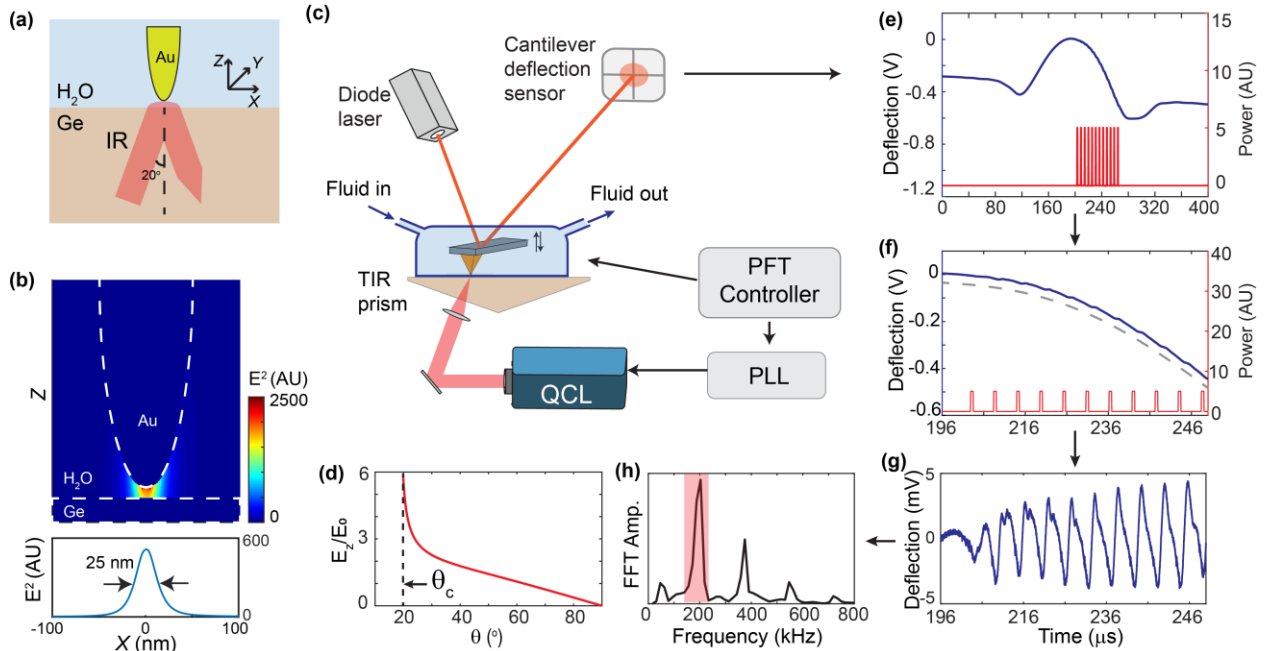 (a)
Au
Z
Y
X
H₂O
Ge
IR
20°
(b)
Z
Au
H₂O
Ge
E² (AU)
2500
0
E² (AU)
600
0
25 nm
-100
0
100
X (nm)
(c)
Diode
laser
Cantilever
deflection
sensor
Fluid in
Fluid out
TIR
prism
PFT
Controller
PLL
QCL
(d)
6
4
2
0
E_z/E₀
θ_c
20
40
60
80
θ (°)
(e)
0
-0.4
-0.8
-1.2
Deflection (V)
15
10
5
0
Power (AU)
0
80
160
240
320
400
(f)
0
-0.2
-0.4
-0.6
Deflection (V)
40
30
20
10
0
Power (AU)
196
216
236
246
(g)
5
0
-5
Deflection (mV)
196
216
236
246
Time (μs)
(h)
FFT Amp.
0
200
400
600
800
Frequency (kHz)